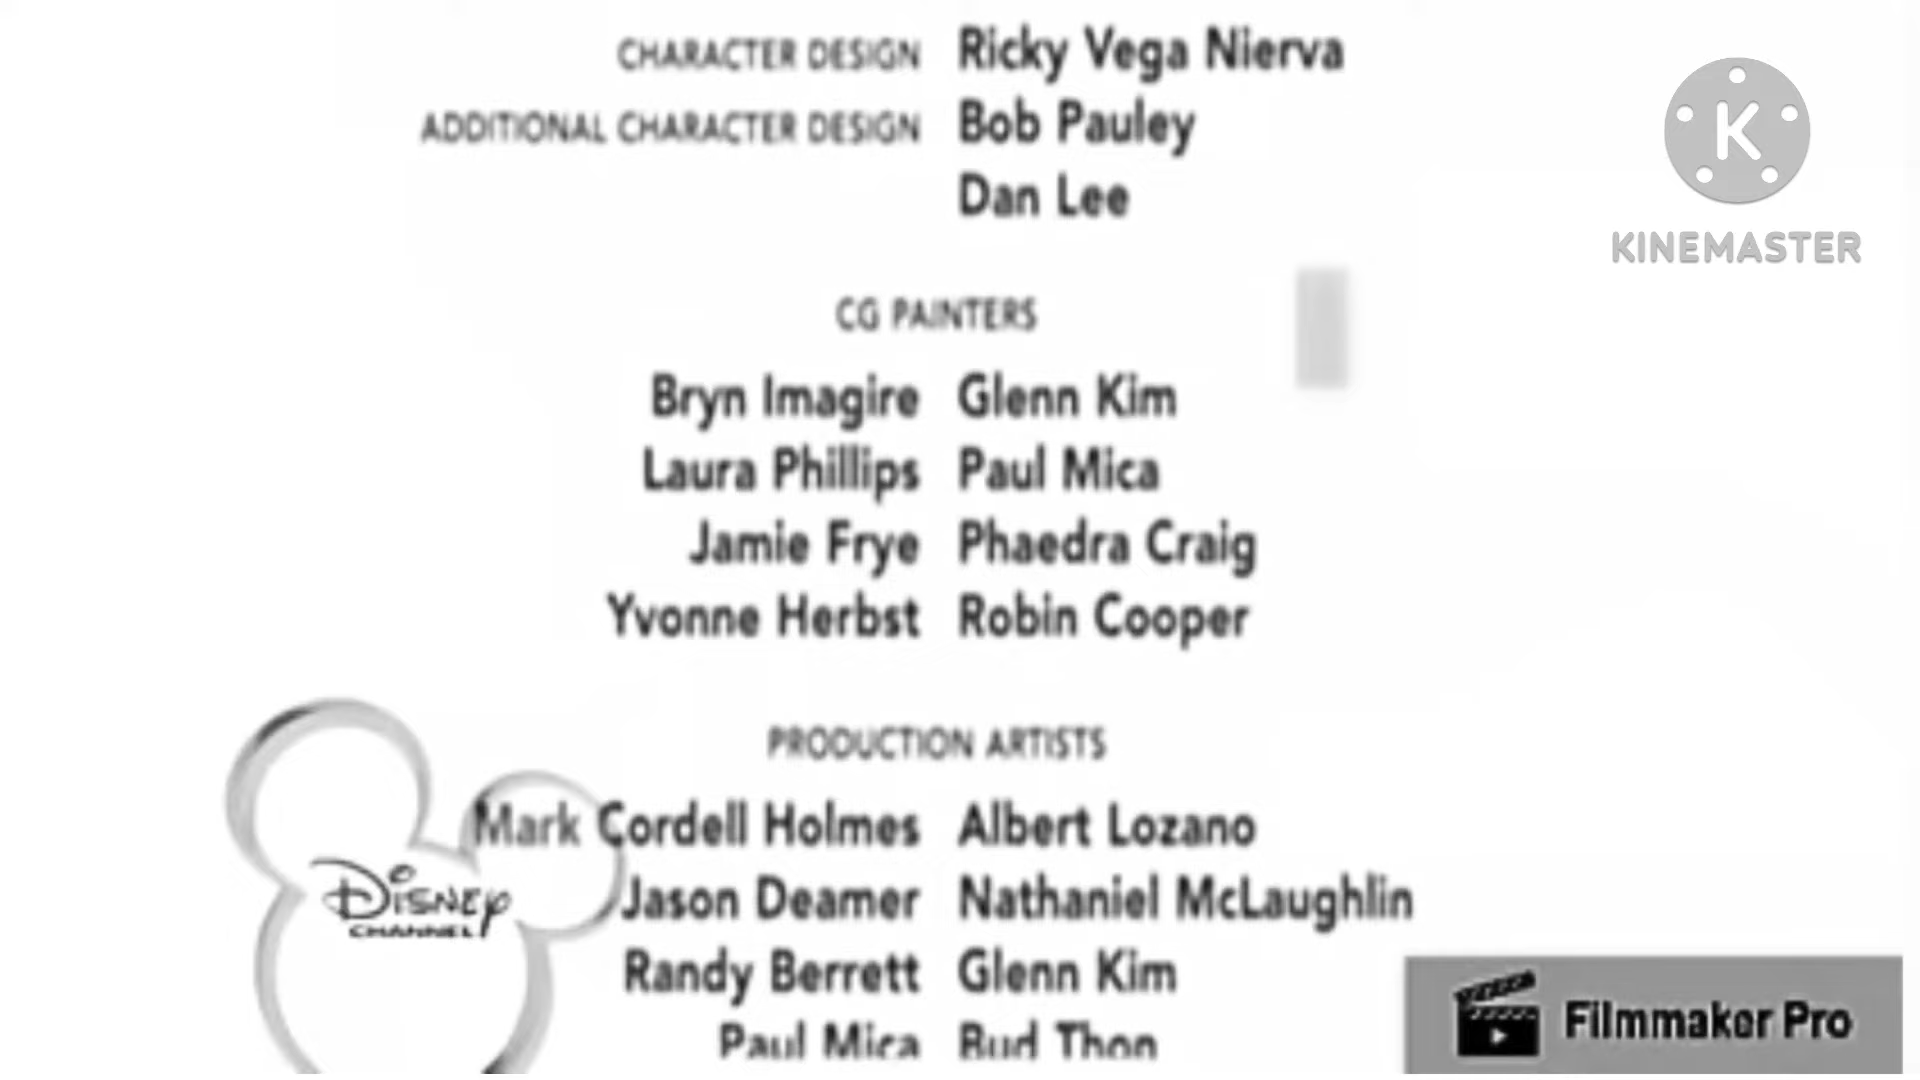 CHARACTER DESIGN Ricky Vega Nierva
ADDITIONAL CHARACTER DESIGN Bob Pauley
Dan Lee
K
KINEMASTER
CG PAINTERS
Bryn Imagire Glenn Kim
Laura Phillips Paul Mica
Jamie Frye Phaedra Craig
Yvonne Herbst Robin Cooper
PRODUCTION ARTISTS
Mark Cordell Holmes Albert Lozano
Jason Deamer Nathaniel McLaughlin
Randy Berrett Glenn Kim
Paul Mica Bud Thon
DISNEY
CHANNEL
Filmmaker Pro